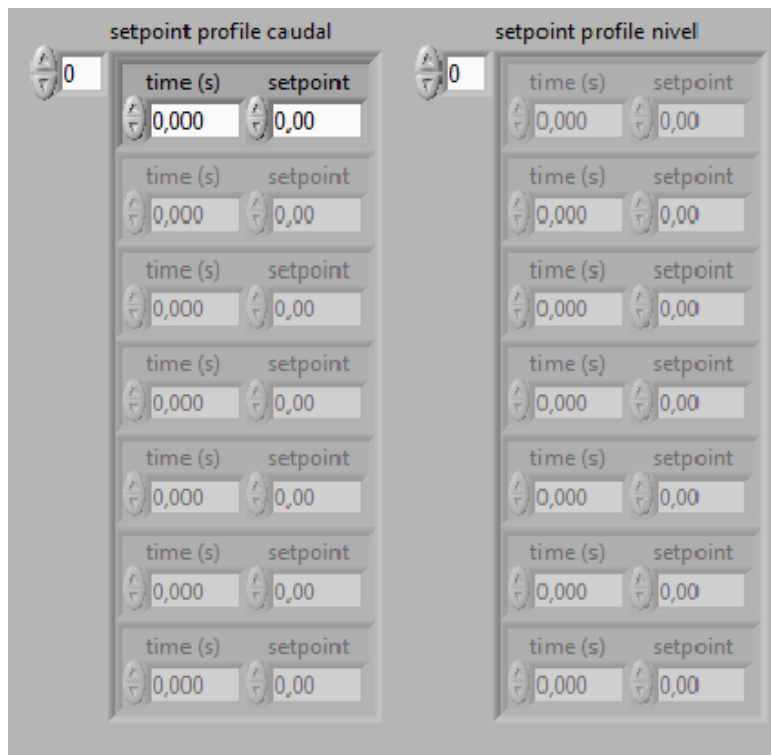 setpoint profile caudal setpoint profile nivel
0 time (s) setpoint 0 time (s) setpoint
0,000 0,00 0,000 0,00
time (s) setpoint time (s) setpoint
0,000 0,00 0,000 0,00
time (s) setpoint time (s) setpoint
0,000 0,00 0,000 0,00
time (s) setpoint time (s) setpoint
0,000 0,00 0,000 0,00
time (s) setpoint time (s) setpoint
0,000 0,00 0,000 0,00
time (s) setpoint time (s) setpoint
0,000 0,00 0,000 0,00
time (s) setpoint time (s) setpoint
0,000 0,00 0,000 0,00